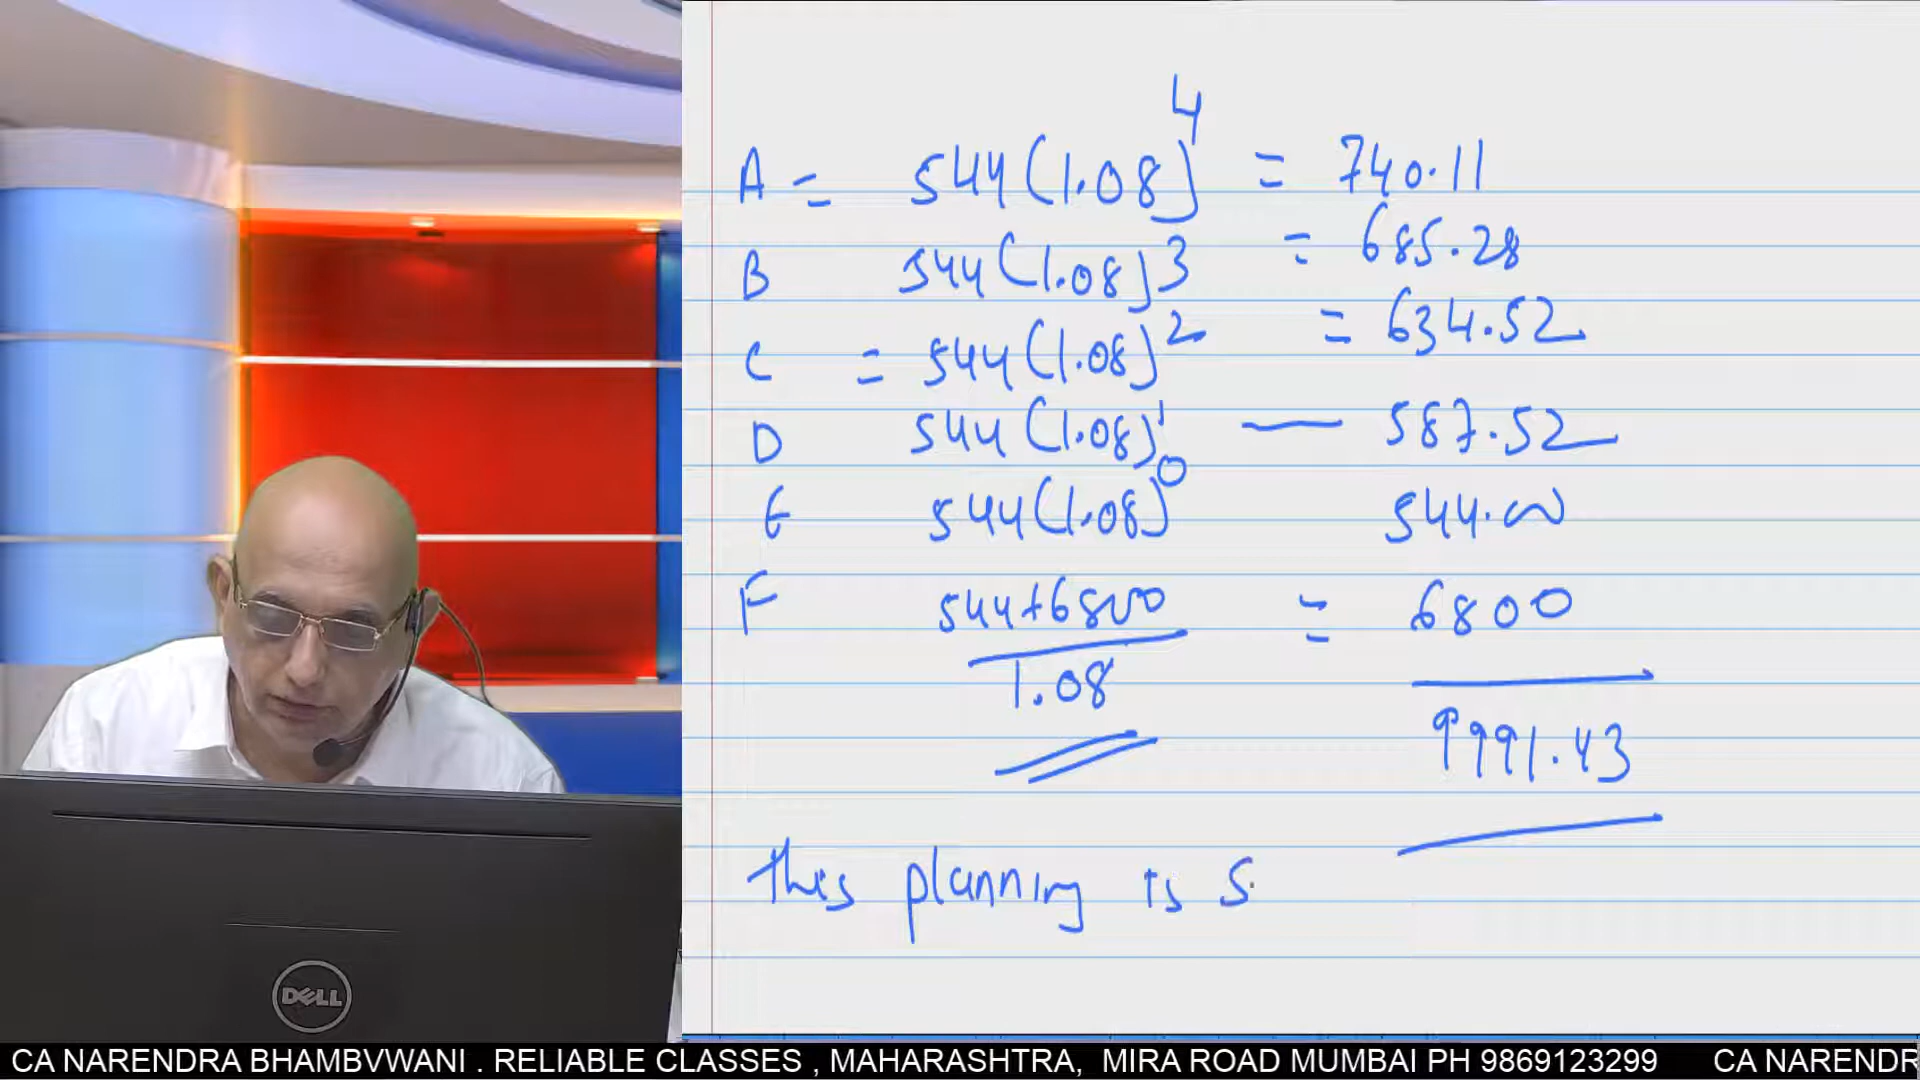 A = 544(1.08)^4 = 740.11
B 544(1.08)^3 = 685.28
C = 544(1.08)^2 = 634.52
D 544(1.08)^1 — 587.52
E 544(1.08)^0 544.00
F 544+6800 = 6800
1.08
9991.43
this planning is S
DELL
CA NARENDRA BHAMBVWANI . RELIABLE CLASSES , MAHARASHTRA, MIRA ROAD MUMBAI PH 9869123299 CA NARENDR